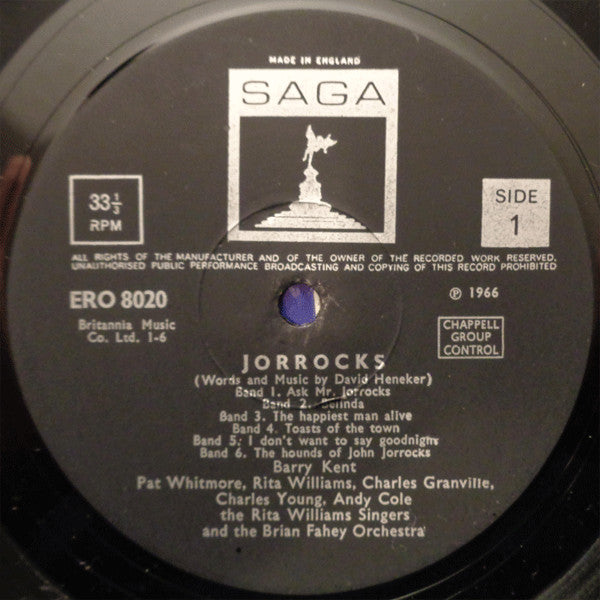 MADE IN ENGLAND
SAGA
33⅓
RPM
SIDE
1
ALL RIGHTS OF THE MANUFACTURER AND OF THE OWNER OF THE RECORDED WORK RESERVED,
UNAUTHORISED PUBLIC PERFORMANCE BROADCASTING AND COPYING OF THIS RECORD PROHIBITED
ERO 8020
℗ 1966
Britannia Music
Co. Ltd. 1-6
CHAPPELL
GROUP
CONTROL
JORROCKS
(Words and Music by David Heneker)
Band 1. Ask Mr. Jorrocks
Band 2. Belinda
Band 3. The happiest man alive
Band 4. Toasts of the town
Band 5. I don't want to say goodnight
Band 6. The hounds of John Jorrocks
Barry Kent
Pat Whitmore, Rita Williams, Charles Granville,
Charles Young, Andy Cole
the Rita Williams Singers
and the Brian Fahey Orchestra